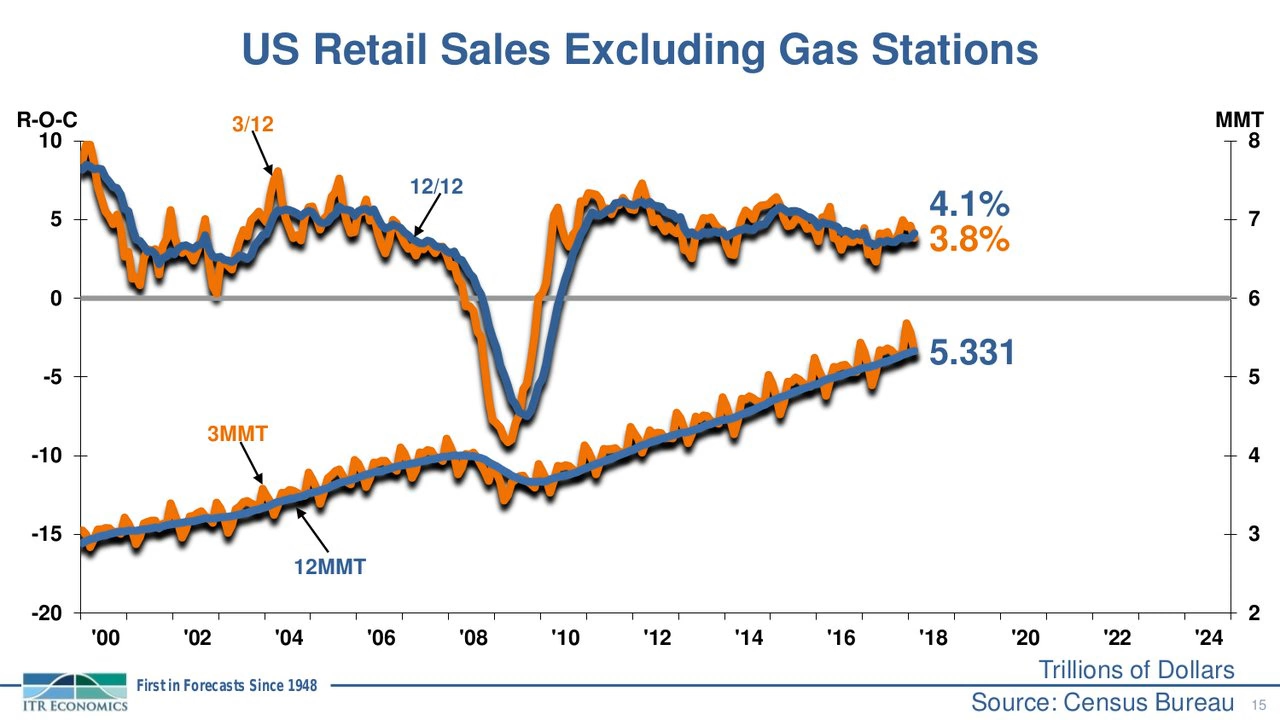 US Retail Sales Excluding Gas Stations
R-O-C
MMT
3/12
12/12
10
5
0
-5
-10
-15
-20
8
7
6
5
4
3
2
4.1%
3.8%
5.331
3MMT
12MMT
'00 '02 '04 '06 '08 '10 '12 '14 '16 '18 '20 '22 '24
Trillions of Dollars
ITR ECONOMICS
First in Forecasts Since 1948
Source: Census Bureau
15